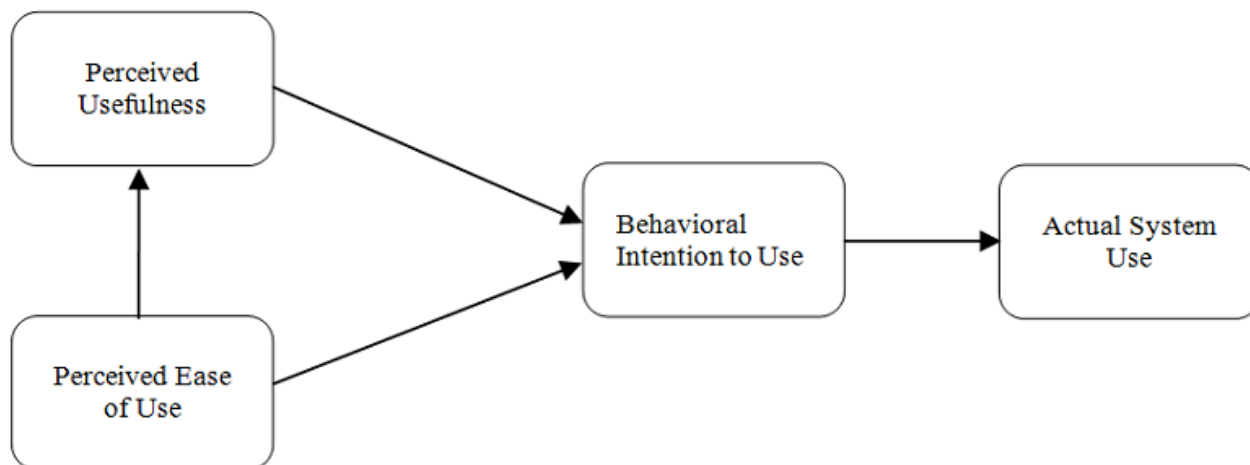 Perceived
Usefulness
Behavioral
Intention to Use
Actual System
Use
Perceived Ease
of Use